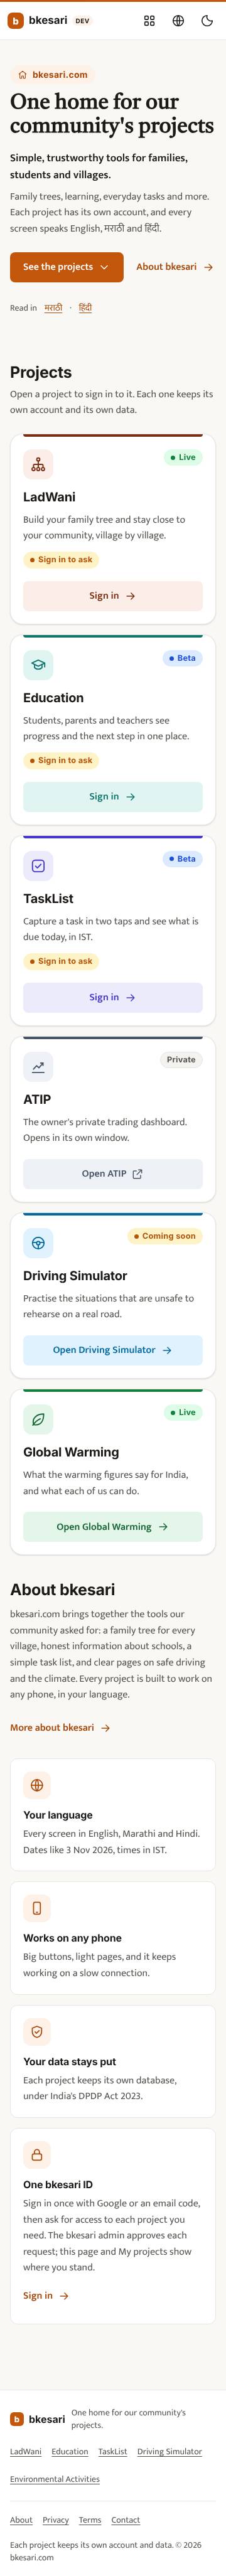 bkesari DEV
bkesari.com
One home for our
community's projects
Simple, trustworthy tools for families,
students and villages.
Family trees, learning, everyday tasks and more.
Each project has its own account, and every
screen speaks English, मराठी and हिंदी.
See the projects
About bkesari
Read in मराठी · हिंदी
Projects
Open a project to sign in to it. Each one keeps its
own account and its own data.
Live
LadWani
Build your family tree and stay close to
your community, village by village.
Sign in to ask
Sign in
Beta
Education
Students, parents and teachers see
progress and the next step in one place.
Sign in to ask
Sign in
Beta
TaskList
Capture a task in two taps and see what is
due today, in IST.
Sign in to ask
Sign in
Private
ATIP
The owner's private trading dashboard.
Opens in its own window.
Open ATIP
Coming soon
Driving Simulator
Practise the situations that are unsafe to
rehearse on a real road.
Open Driving Simulator
Live
Global Warming
What the warming figures say for India,
and what each of us can do.
Open Global Warming
About bkesari
bkesari.com brings together the tools our
community asked for: a family tree for every
village, honest information about schools, a
simple task list, and clear pages on safe driving
and the climate. Every project is built to work on
any phone, in your language.
More about bkesari
Your language
Every screen in English, Marathi and Hindi.
Dates like 3 Nov 2026, times in IST.
Works on any phone
Big buttons, light pages, and it keeps
working on a slow connection.
Your data stays put
Each project keeps its own database,
under India's DPDP Act 2023.
One bkesari ID
Sign in once with Google or an email code,
then ask for access to each project you
need. The bkesari admin approves each
request; this page and My projects show
where you stand.
Sign in
b bkesari One home for our community's
projects.
LadWani Education TaskList Driving Simulator
Environmental Activities
About Privacy Terms Contact
Each project keeps its own account and data. © 2026
bkesari.com